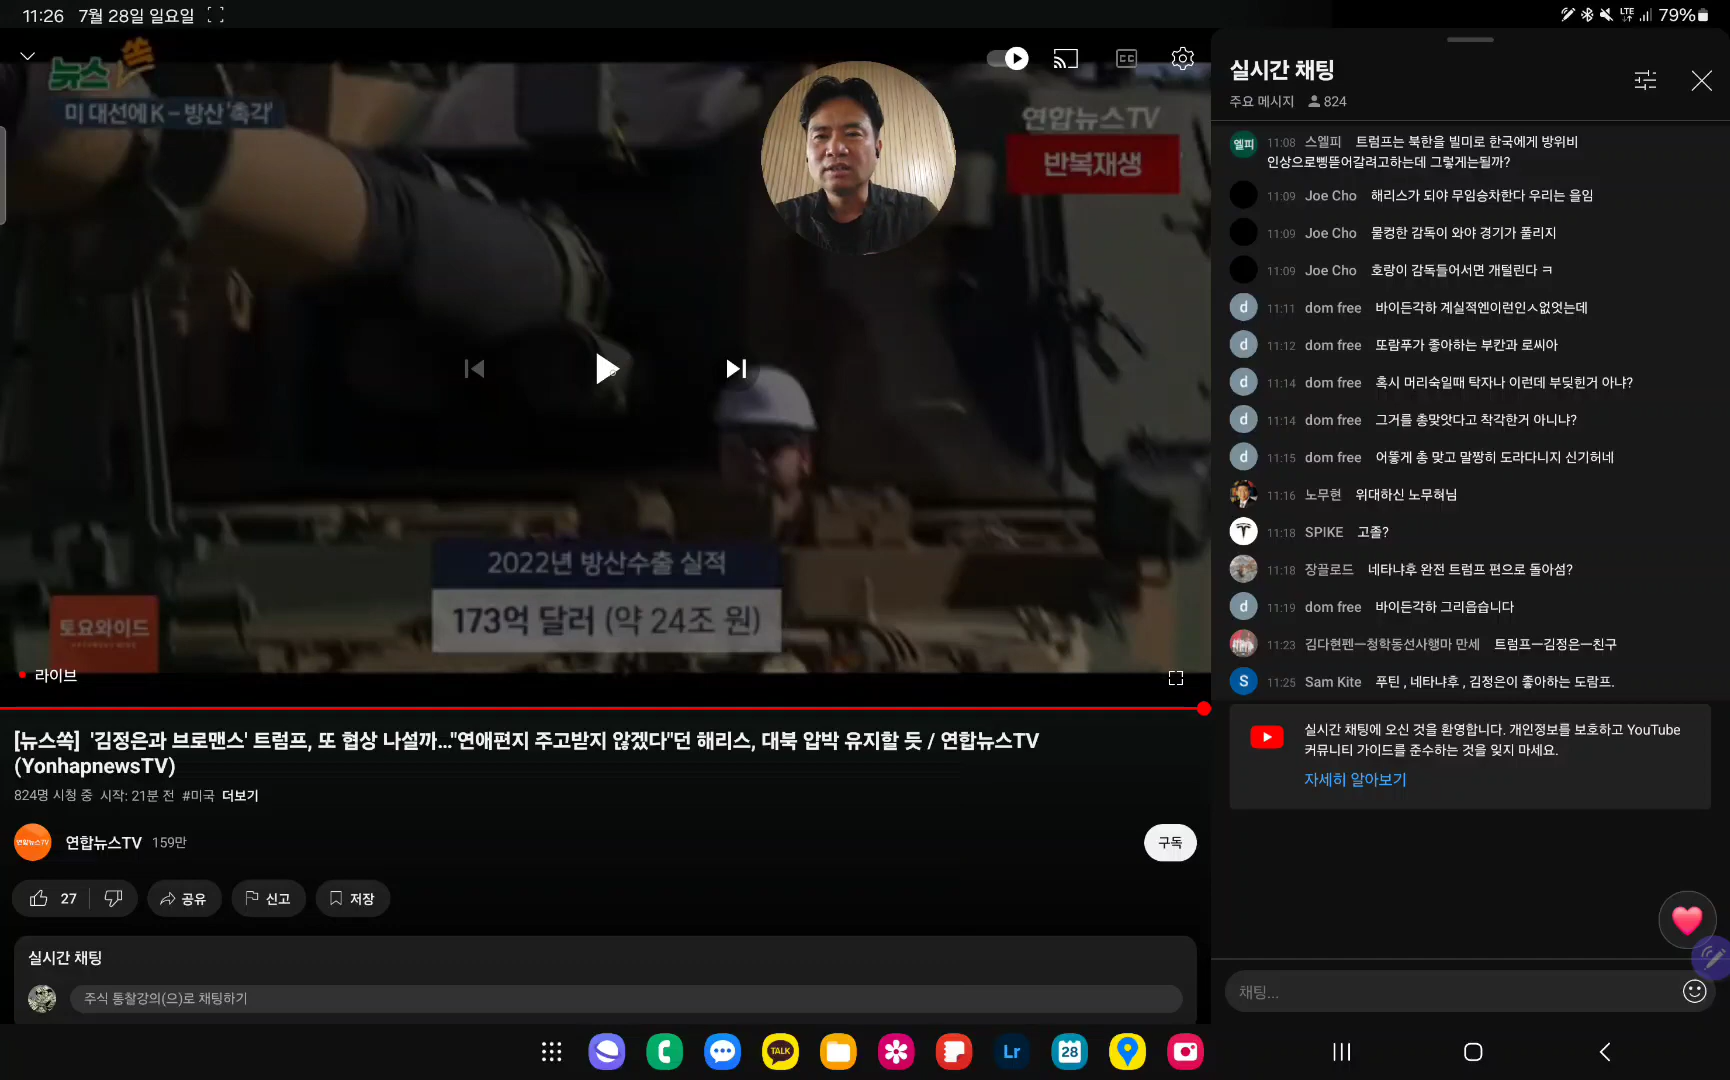 11:26 7월 28일 일요일
LTE 79%
뉴스쏙
미 대선에 K-방산 '촉각'
CC
연합뉴스TV
반복재생
2022년 방산수출 실적
173억 달러 (약 24조 원)
토요와이드
라이브
[뉴스쏙] '김정은과 브로맨스' 트럼프, 또 협상 나설까..."연애편지 주고받지 않겠다"던 해리스, 대북 압박 유지할 듯 / 연합뉴스TV
(YonhapnewsTV)
824명 시청 중 시작: 21분 전 #미국 더보기
연합뉴스TV 연합뉴스TV 159만
구독
27 공유 신고 저장
실시간 채팅
주식 통찰강의(으)로 채팅하기
실시간 채팅
주요 메시지 824
엘피 11:08 스엘피 트럼프는 북한을 빌미로 한국에게 방위비
인상으로삥뜯어갈려고하는데 그렇게는될까?
11:09 Joe Cho 해리스가 되야 무임승차한다 우리는 을임
11:09 Joe Cho 물컹한 감독이 와야 경기가 풀리지
11:09 Joe Cho 호랑이 감독들어서면 개털린다 ㅋ
d 11:11 dom free 바이든각하 계실적엔이런인ㅅ없엇는데
d 11:12 dom free 또람푸가 좋아하는 부칸과 로씨아
d 11:14 dom free 혹시 머리숙일때 탁자나 이런데 부딪힌거 아냐?
d 11:14 dom free 그거를 총맞앗다고 착각한거 아니냐?
d 11:15 dom free 어뚷게 총 맞고 말짱히 도라다니지 신기허네
11:16 노무현 위대하신 노무혀님
11:18 SPIKE 고졸?
11:18 장끌로드 네타냐후 완전 트럼프 편으로 돌아섬?
d 11:19 dom free 바이든각하 그리읍습니다
11:23 김다현펜ㅡ청학동선사행마 만세 트럼프ㅡ김정은ㅡ친구
S 11:25 Sam Kite 푸틴 , 네타냐후 , 김정은이 좋아하는 도람프.
실시간 채팅에 오신 것을 환영합니다. 개인정보를 보호하고 YouTube
커뮤니티 가이드를 준수하는 것을 잊지 마세요.
자세히 알아보기
채팅...
TALK Lr 28